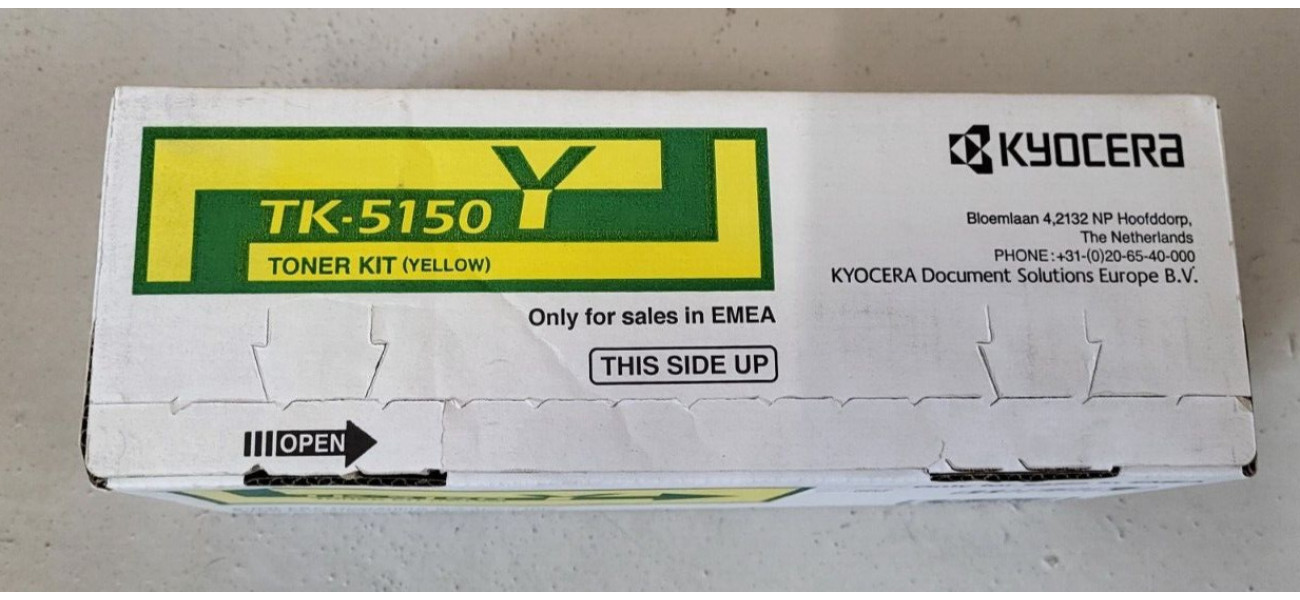 TK-5150 Y
TONER KIT (YELLOW)
KYOCERA
Bloemlaan 4,2132 NP Hoofddorp,
The Netherlands
PHONE:+31-(0)20-65-40-000
KYOCERA Document Solutions Europe B.V.
Only for sales in EMEA
THIS SIDE UP
OPEN